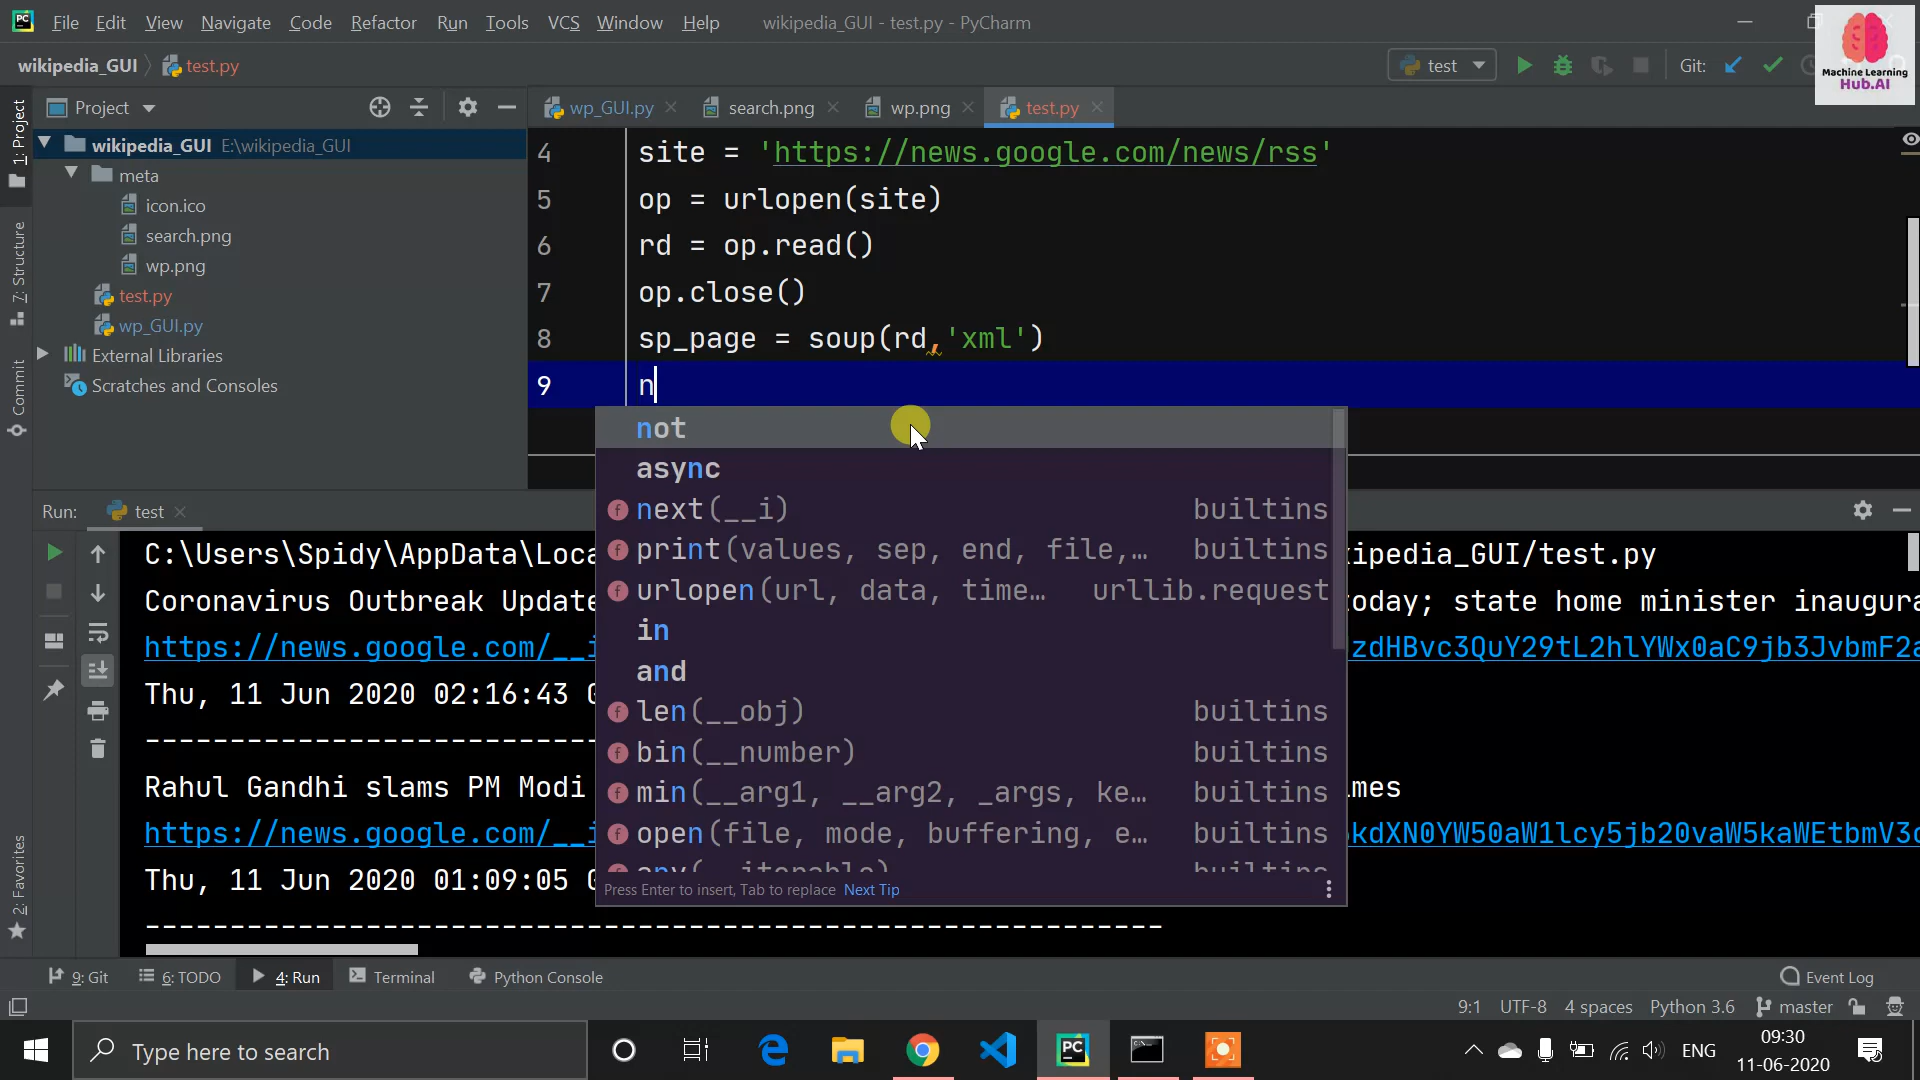 File Edit View Navigate Code Refactor Run Tools VCS Window Help wikipedia_GUI - test.py - PyCharm
Machine Learning
Hub.AI
wikipedia_GUI test.py test Git:
Project wp_GUI.py search.png wp.png test.py
1: Project
7: Structure
Commit
2: Favorites
wikipedia_GUI E:\wikipedia_GUI
meta
icon.ico
search.png
wp.png
test.py
wp_GUI.py
External Libraries
Scratches and Consoles
4 site = 'https://news.google.com/news/rss'
5 op = urlopen(site)
6 rd = op.read()
7 op.close()
8 sp_page = soup(rd,'xml')
9 n
not
async
next(__i) builtins
print(values, sep, end, file,… builtins
urlopen(url, data, time… urllib.request
in
and
len(__obj) builtins
bin(__number) builtins
min(__arg1, __arg2, _args, ke… builtins
open(file, mode, buffering, e… builtins
any(__iterable) builtins
Press Enter to insert, Tab to replace Next Tip
Run: test
C:\Users\Spidy\AppData\Loca kipedia_GUI/test.py
Coronavirus Outbreak Update oday; state home minister inaugura
https://news.google.com/__i zdHBvc3QuY29tL2hlYWx0aC9jb3JvbmF2a
Thu, 11 Jun 2020 02:16:43
Rahul Gandhi slams PM Modi mes
https://news.google.com/__i kdXN0YW50aW1lcy5jb20vaW5kaWEtbmV3c
Thu, 11 Jun 2020 01:09:05
9: Git 6: TODO 4: Run Terminal Python Console Event Log
9:1 UTF-8 4 spaces Python 3.6 master
Type here to search
ENG
09:30
11-06-2020